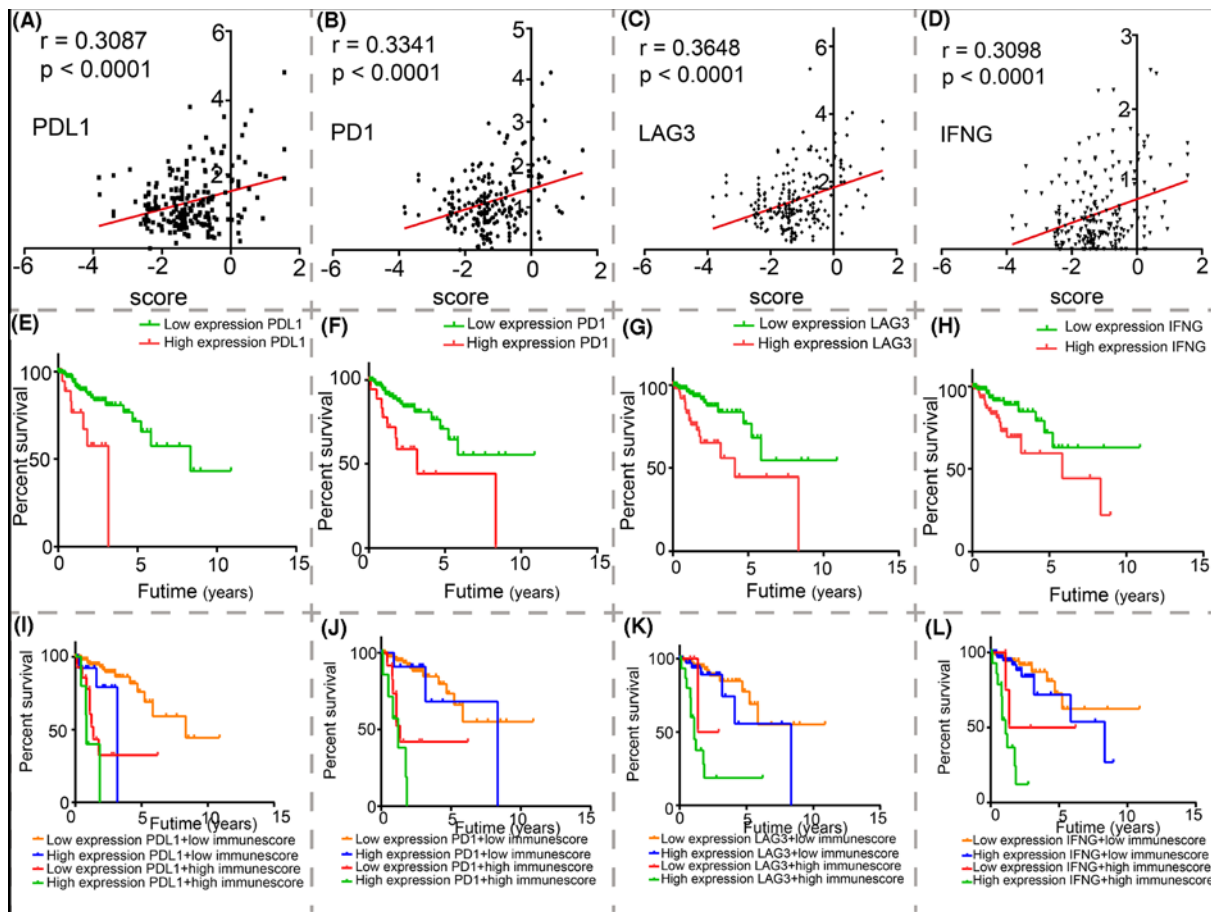 (A)
r = 0.3087
p < 0.0001
PDL1
6
4
2
-6 -4 -2 0 2
score
(B)
r = 0.3341
p < 0.0001
PD1
5
4
3
2
1
-6 -4 -2 0 2
score
(C)
r = 0.3648
p < 0.0001
LAG3
6
4
2
-6 -4 -2 0 2
score
(D)
r = 0.3098
p < 0.0001
IFNG
3
2
1
-6 -4 -2 0 2
score
(E)
Low expression PDL1
High expression PDL1
Percent survival
100
50
0
0 5 10 15
Futime (years)
(F)
Low expression PD1
High expression PD1
Percent survival
100
50
0
0 5 10 15
Futime (years)
(G)
Low expression LAG3
High expression LAG3
Percent survival
100
50
0
0 5 10 15
Futime (years)
(H)
Low expression IFNG
High expression IFNG
Percent survival
100
50
0
0 5 10 15
Futime (years)
(I)
Percent survival
100
50
0
0 5 10 15
Futime (years)
Low expression PDL1+low immunescore
High expression PDL1+low immunescore
Low expression PDL1+high immunescore
High expression PDL1+high immunescore
(J)
Percent survival
100
50
0
0 5 10 15
Futime (years)
Low expression PD1+low immunescore
High expression PD1+low immunescore
Low expression PD1+high immunescore
High expression PD1+high immunescore
(K)
Percent survival
100
50
0
0 5 10 15
Futime (years)
Low expression LAG3+low immunescore
High expression LAG3+low immunescore
Low expression LAG3+high immunescore
High expression LAG3+high immunescore
(L)
Percent survival
100
50
0
0 5 10 15
Futime (years)
Low expression IFNG+low immunescore
High expression IFNG+low immunescore
Low expression IFNG+high immunescore
High expression IFNG+high immunescore